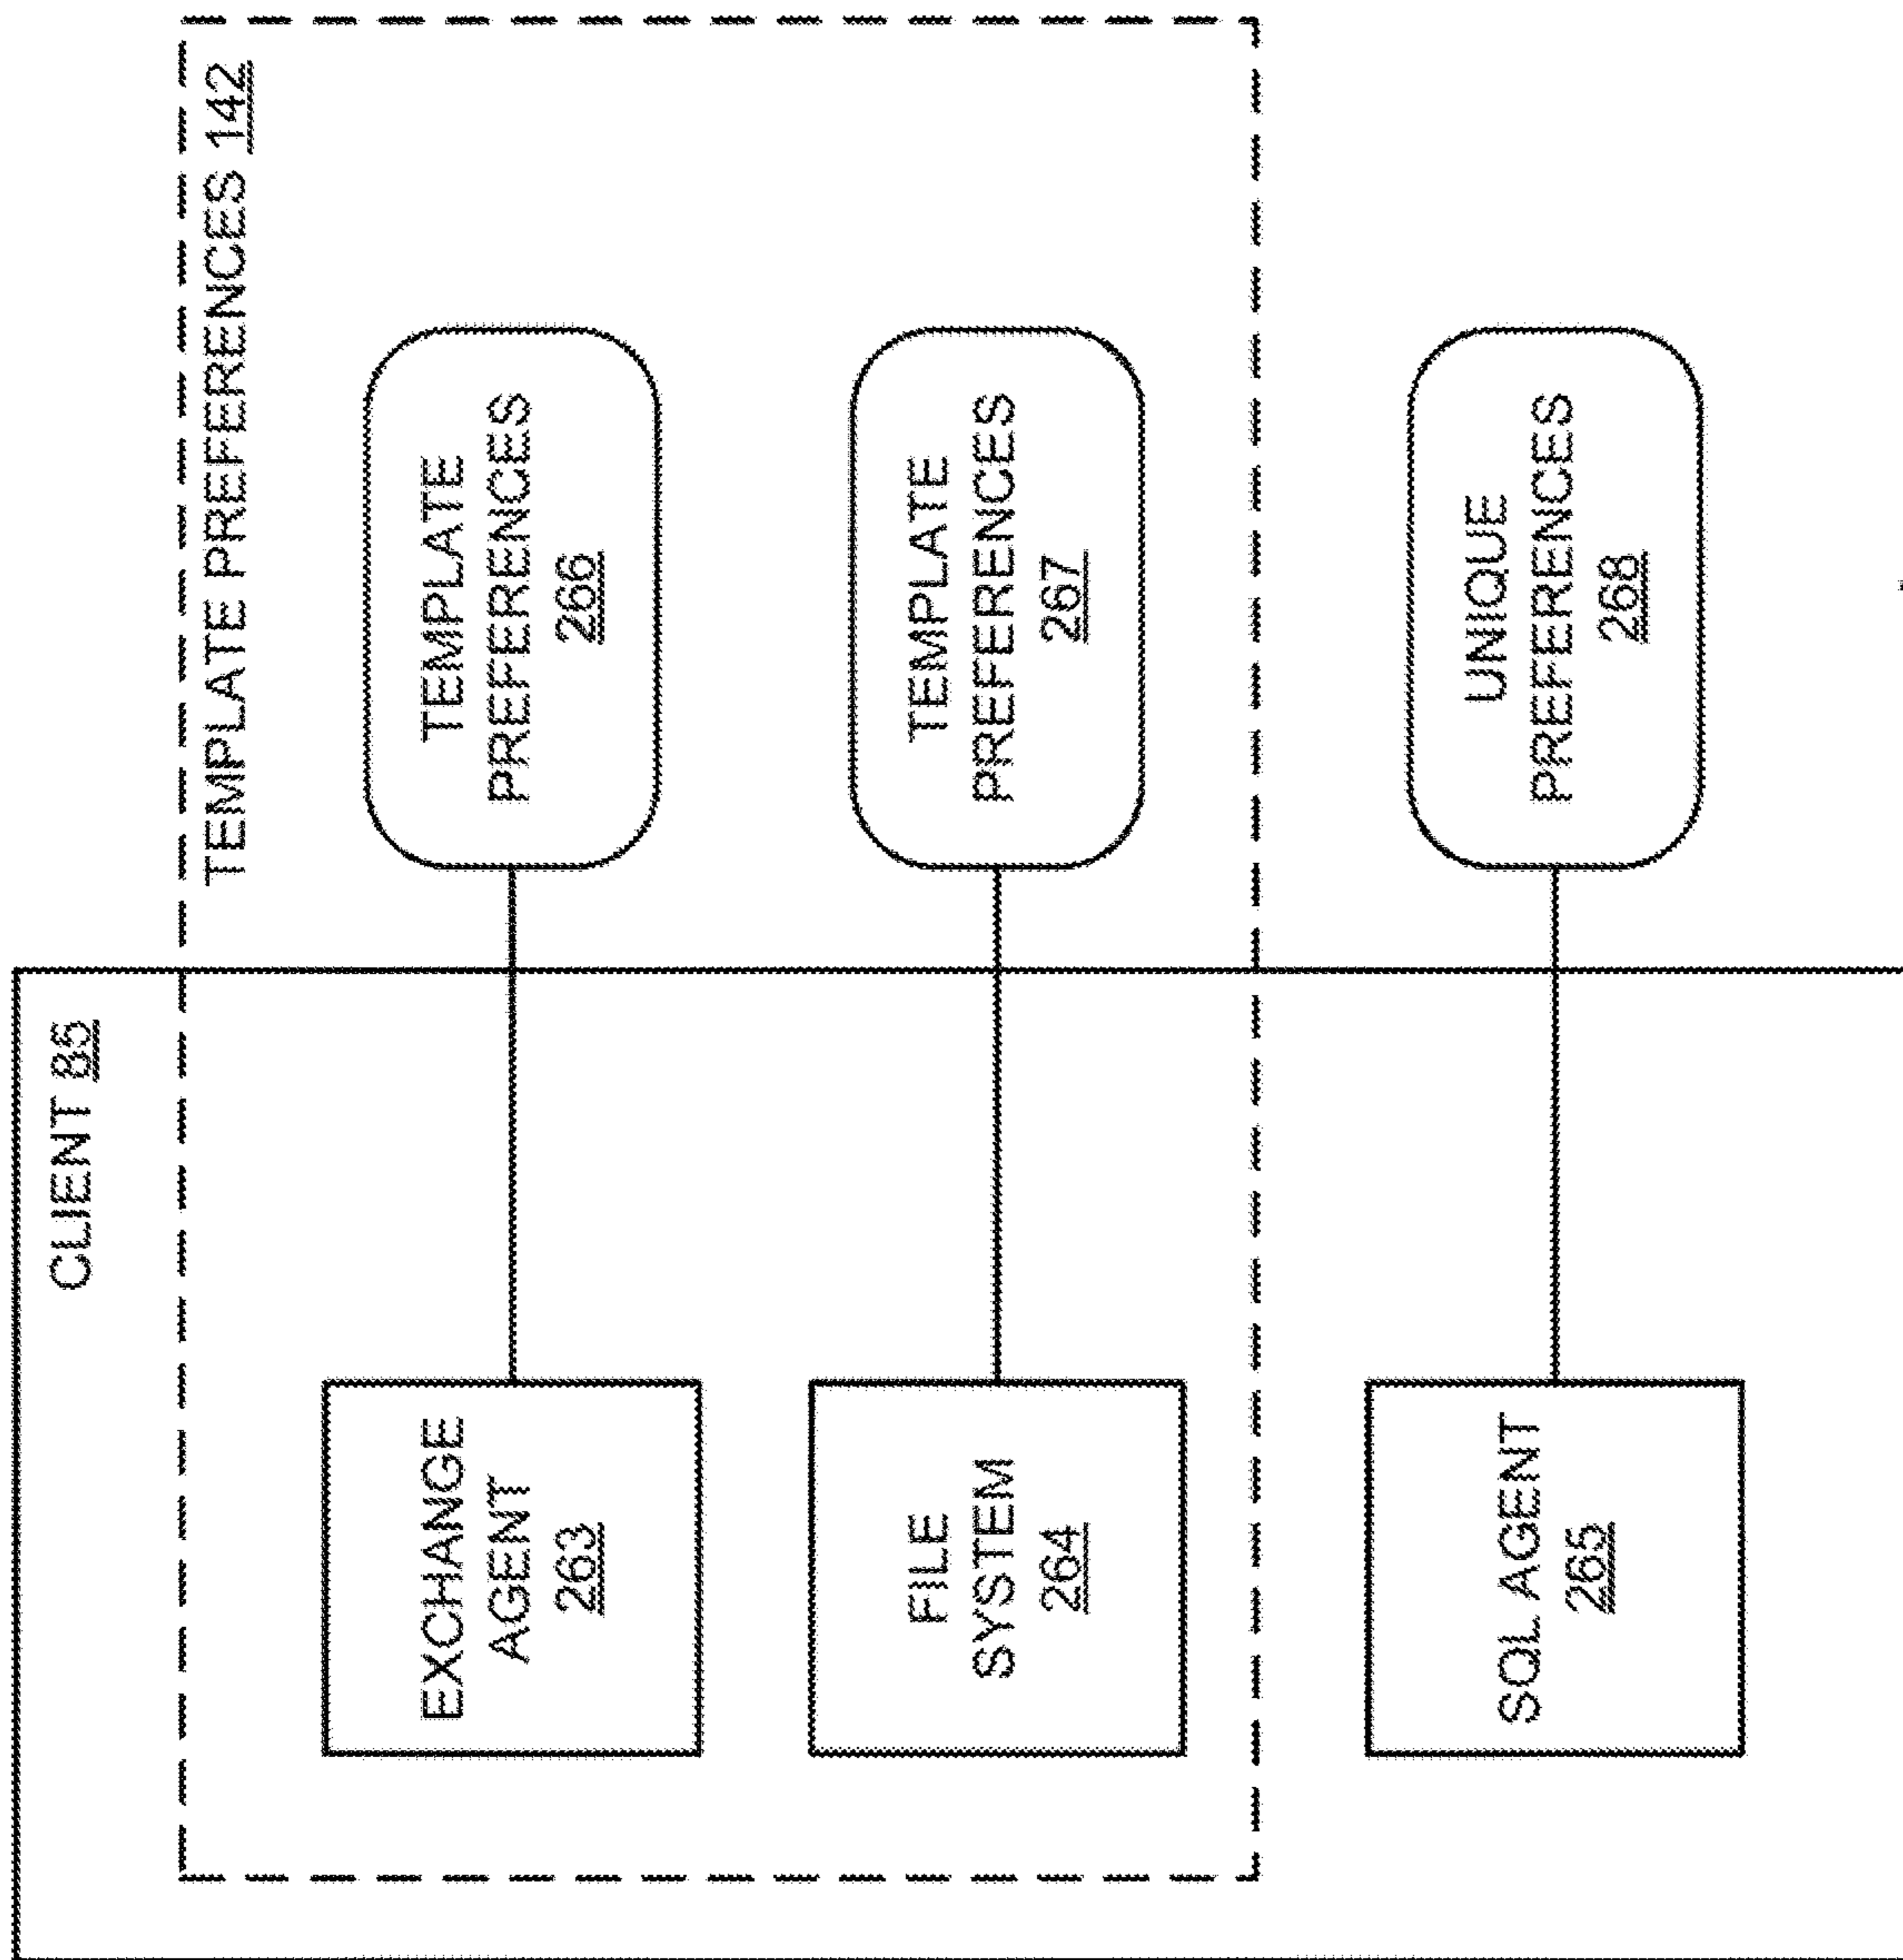 CLIENT 85
TEMPLATE PREFERENCES 142
EXCHANGE
AGENT
263
TEMPLATE
PREFERENCES
266
FILE
SYSTEM
264
TEMPLATE
PREFERENCES
267
SQL AGENT
265
UNIQUE
PREFERENCES
268